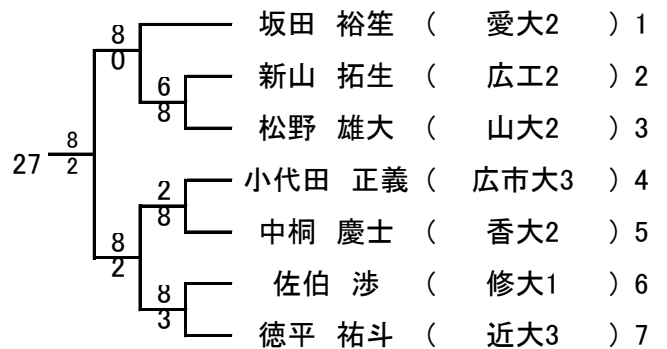 坂田 裕笙 ( 愛大2 ) 1
8
0
新山 拓生 ( 広工2 ) 2
6
8
松野 雄大 ( 山大2 ) 3
8
27
2
小代田 正義 ( 広市大3 ) 4
2
8
中桐 慶士 ( 香大2 ) 5
8
2
佐伯 渉 ( 修大1 ) 6
8
3
徳平 祐斗 ( 近大3 ) 7